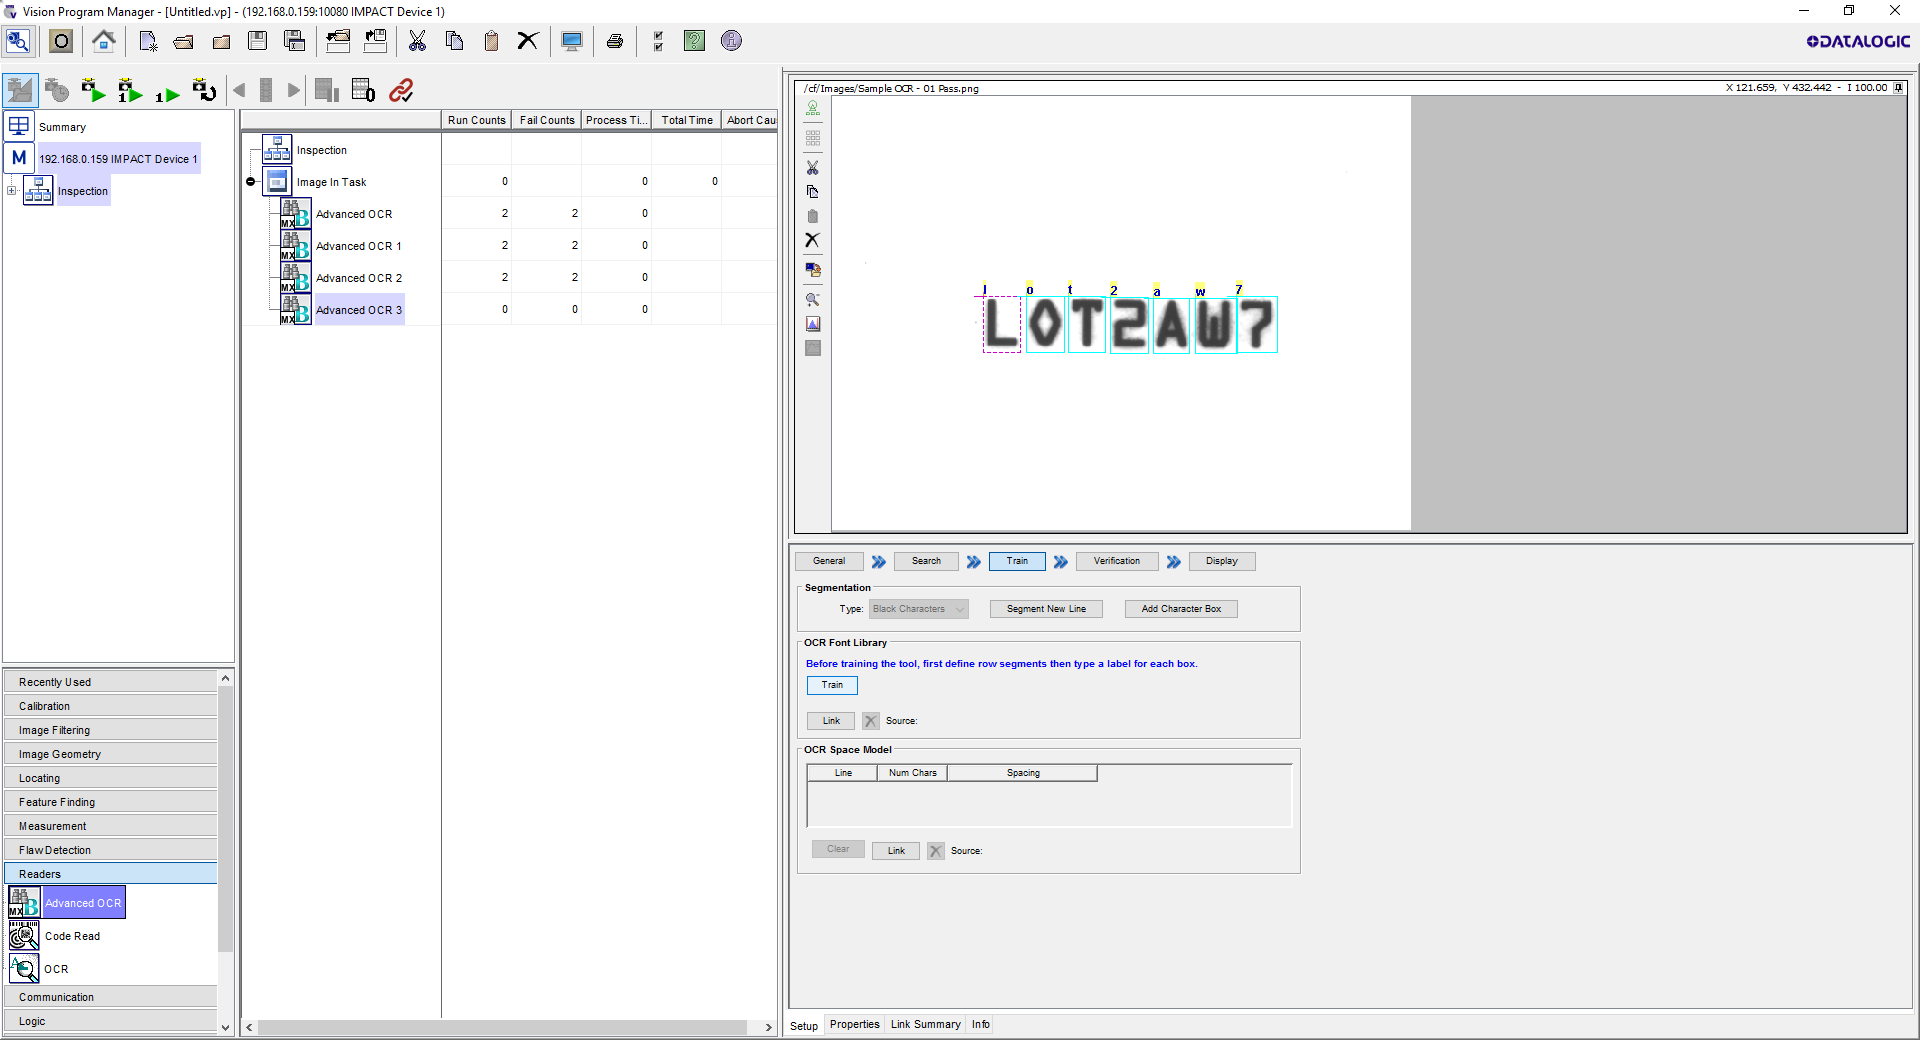 Vision Program Manager - [Untitled.vp] - (192.168.0.159:10080 IMPACT Device 1)
DATALOGIC
Summary
M
192.168.0.159 IMPACT Device 1
Inspection
Run Counts Fail Counts Process Ti... Total Time Abort Cau
Inspection
Image In Task 0 0 0
Advanced OCR 2 2 0
Advanced OCR 1 2 2 0
Advanced OCR 2 2 2 0
Advanced OCR 3 0 0 0
/cf/Images/Sample OCR - 01 Pass.png
X 121.659, Y 432.442 - I 100.00
l o t 2 a w 7
LOT2AW7
General Search Train Verification Display
Segmentation
Type: Black Characters Segment New Line Add Character Box
OCR Font Library
Before training the tool, first define row segments then type a label for each box.
Train
Link Source:
OCR Space Model
Line Num Chars Spacing
Clear Link Source:
Setup Properties Link Summary Info
Recently Used
Calibration
Image Filtering
Image Geometry
Locating
Feature Finding
Measurement
Flaw Detection
Readers
Advanced OCR
Code Read
OCR
Communication
Logic